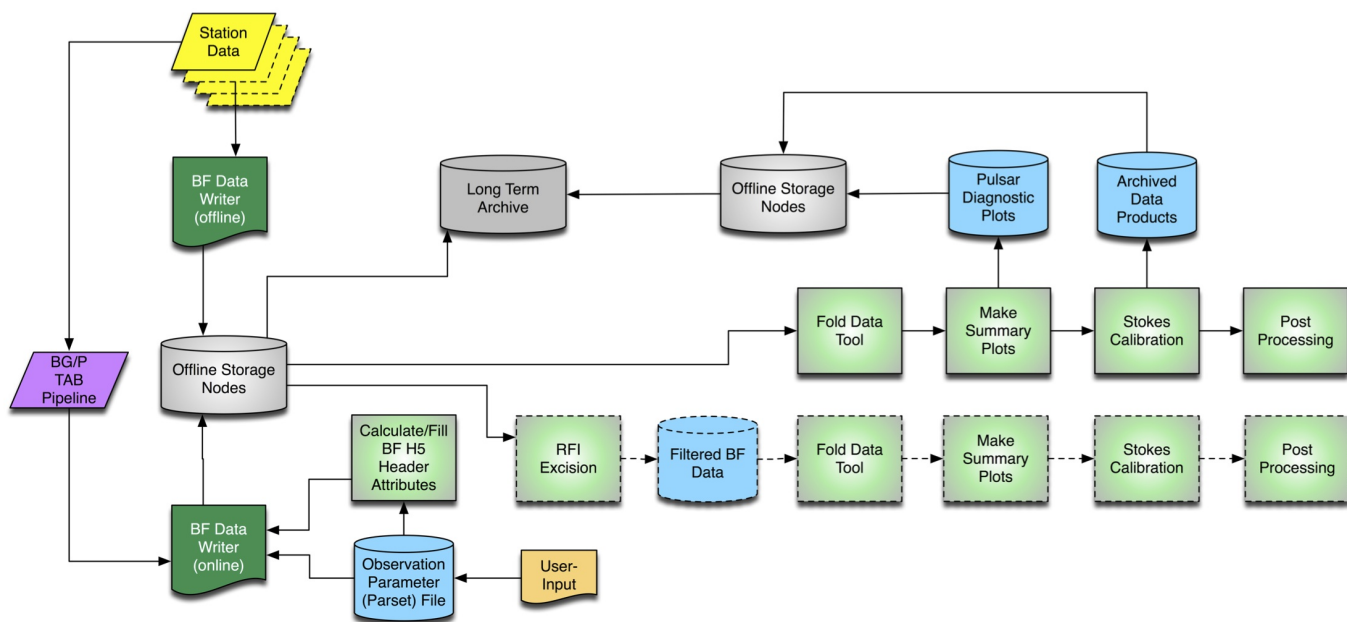 Station
Data
BF Data
Writer
(offline)
Long Term
Archive
Offline Storage
Nodes
Pulsar
Diagnostic
Plots
Archived
Data
Products
Fold Data
Tool
Make
Summary
Plots
Stokes
Calibration
Post
Processing
BG/P
TAB
Pipeline
Offline Storage
Nodes
Calculate/Fill
BF H5
Header
Attributes
RFI
Excision
Filtered BF
Data
Fold Data
Tool
Make
Summary
Plots
Stokes
Calibration
Post
Processing
BF Data
Writer
(online)
Observation
Parameter
(Parset) File
User-
Input